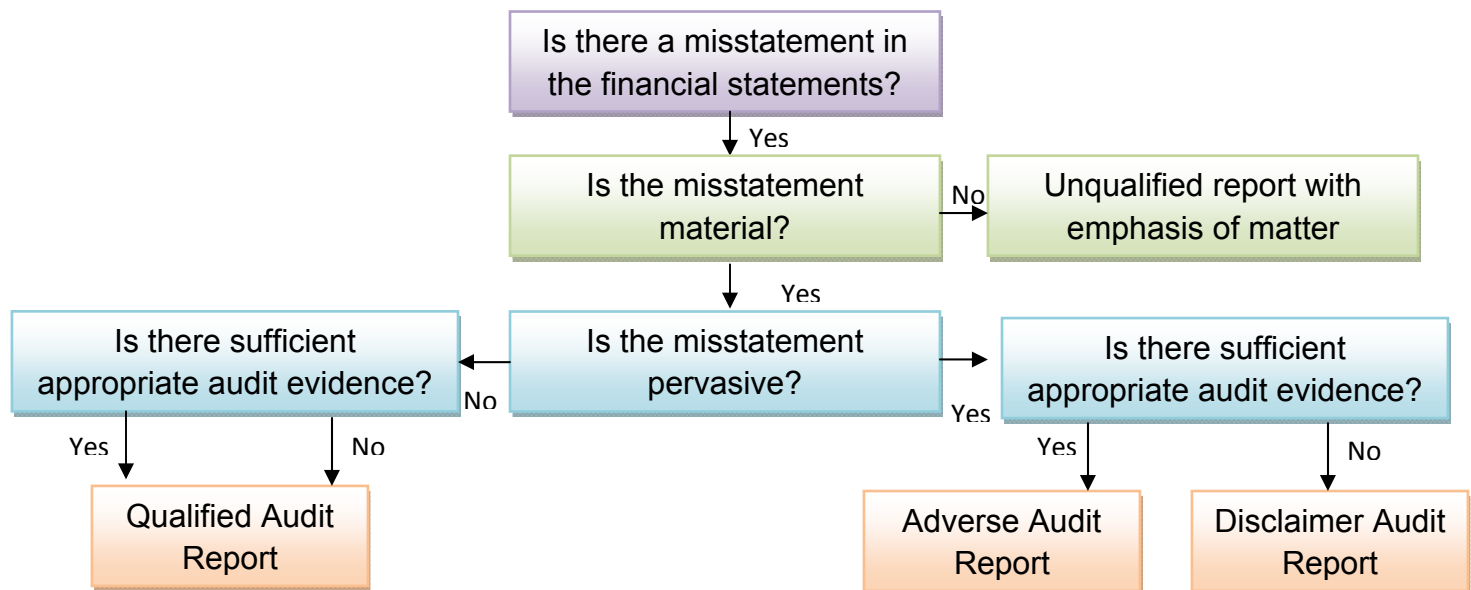 Is there a misstatement in
the financial statements?
Yes
Is the misstatement
material?
No
Unqualified report with
emphasis of matter
Yes
Is there sufficient
appropriate audit evidence?
No
Is the misstatement
pervasive?
Yes
Is there sufficient
appropriate audit evidence?
Yes
No
Yes
No
Qualified Audit
Report
Adverse Audit
Report
Disclaimer Audit
Report